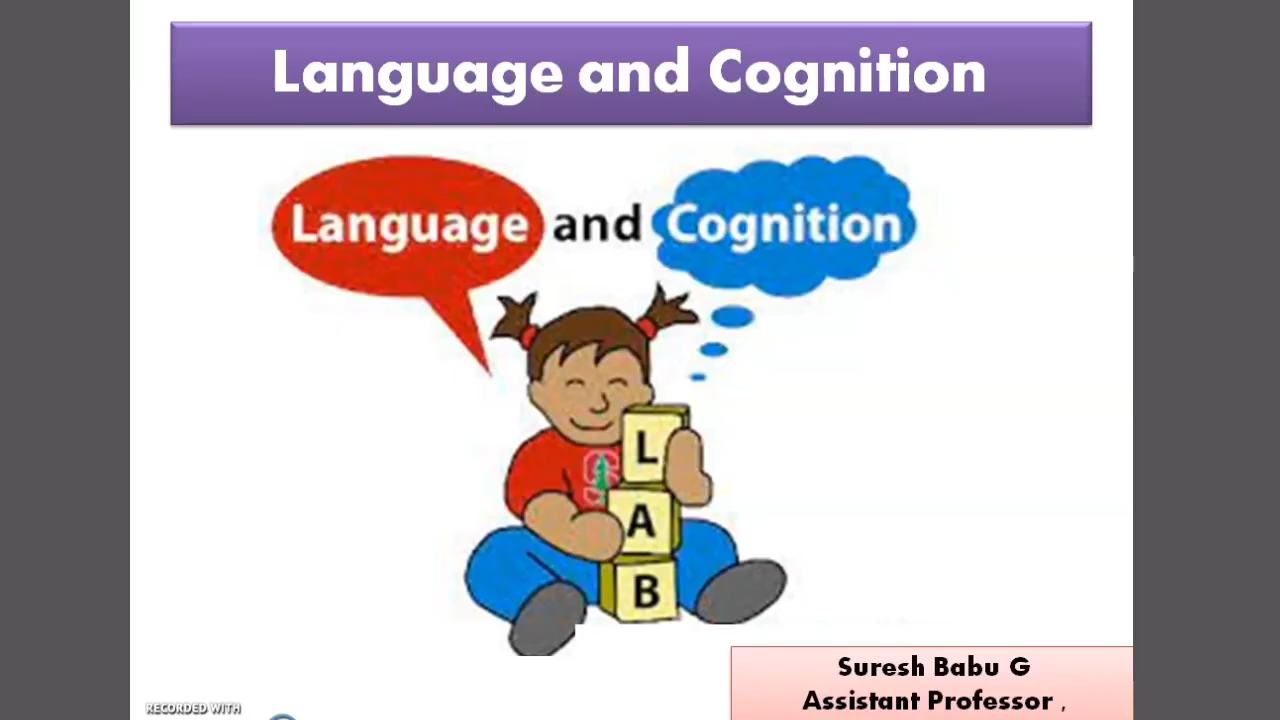 Language and Cognition
Language and Cognition
L
A
B
Suresh Babu G
Assistant Professor ,
RECORDED WITH